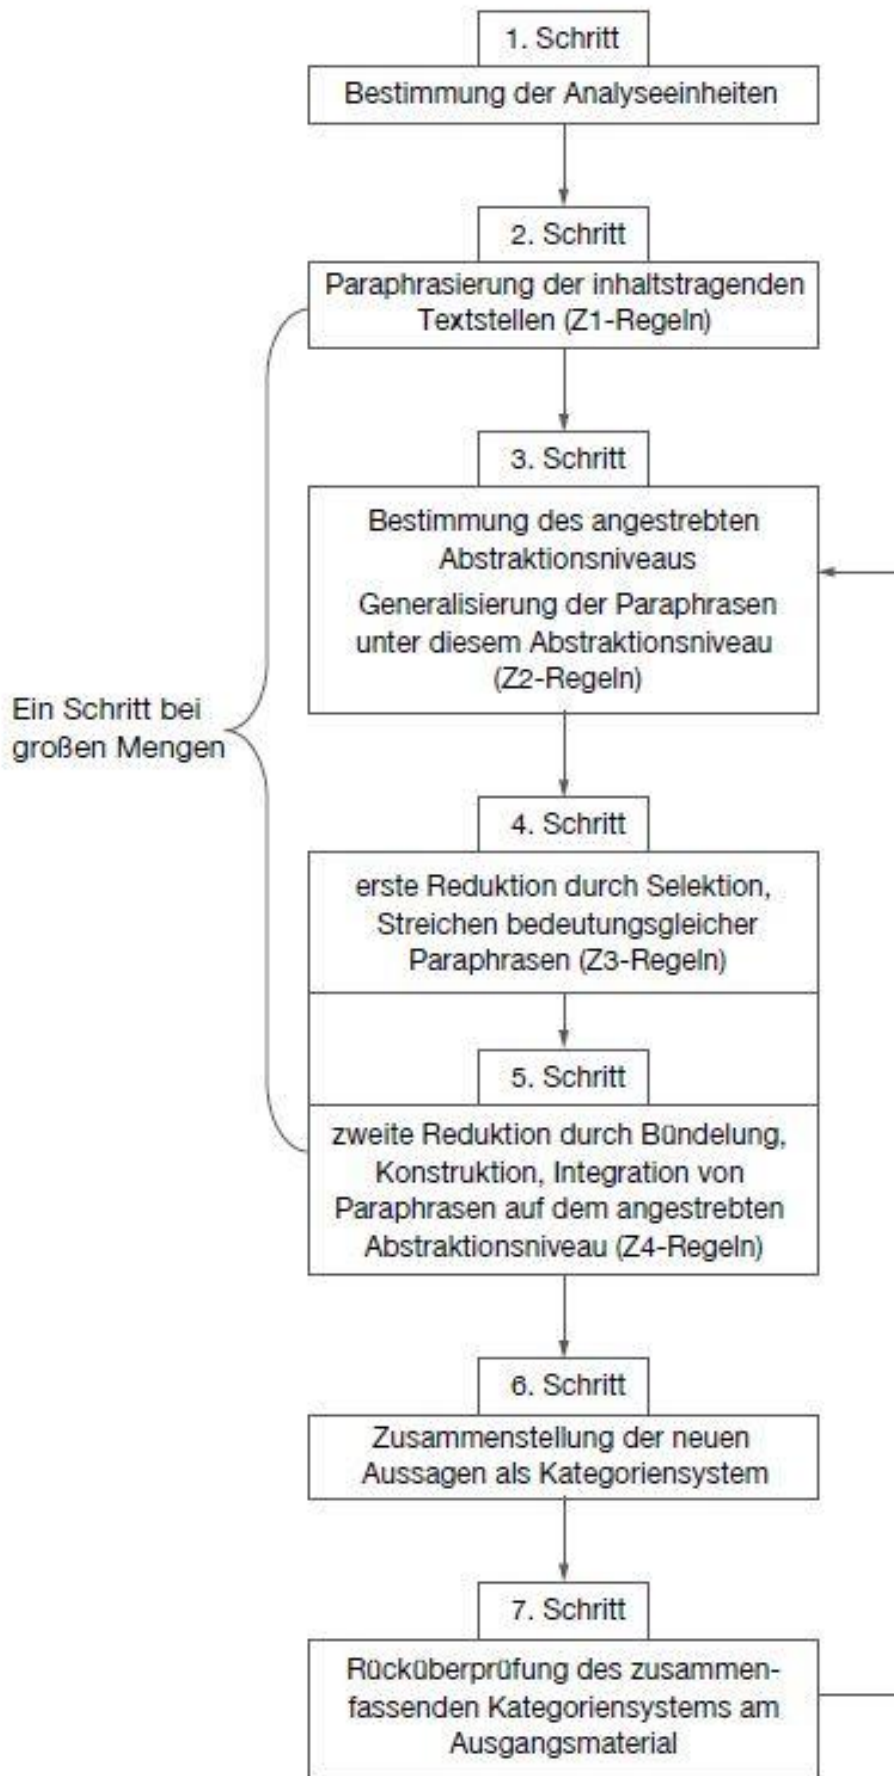 1. Schritt
Bestimmung der Analyseeinheiten
2. Schritt
Paraphrasierung der inhaltstragenden
Textstellen (Z1-Regeln)
3. Schritt
Bestimmung des angestrebten
Abstraktionsniveaus
Generalisierung der Paraphrasen
unter diesem Abstraktionsniveau
(Z2-Regeln)
Ein Schritt bei
großen Mengen
4. Schritt
erste Reduktion durch Selektion,
Streichen bedeutungsgleicher
Paraphrasen (Z3-Regeln)
5. Schritt
zweite Reduktion durch Bündelung,
Konstruktion, Integration von
Paraphrasen auf dem angestrebten
Abstraktionsniveau (Z4-Regeln)
6. Schritt
Zusammenstellung der neuen
Aussagen als Kategoriensystem
7. Schritt
Rücküberprüfung des zusammen-
fassenden Kategoriensystems am
Ausgangsmaterial